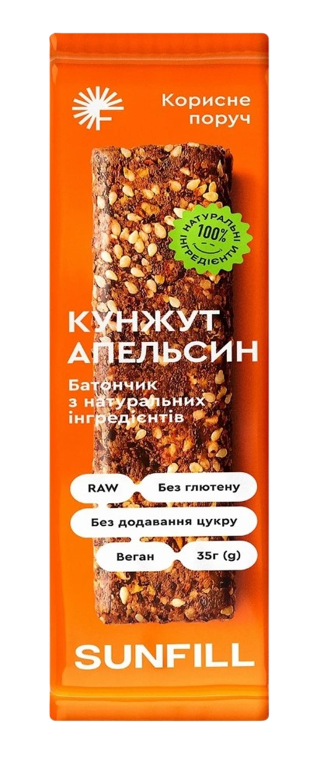 Корисне
поруч
НАТУРАЛЬНІ
100%
ІНГРЕДІЄНТИ
КУНЖУТ
АПЕЛЬСИН
Батончик
з натуральних
інгредієнтів
RAW Без глютену
Без додавання цукру
Веган 35г (g)
SUNFILL